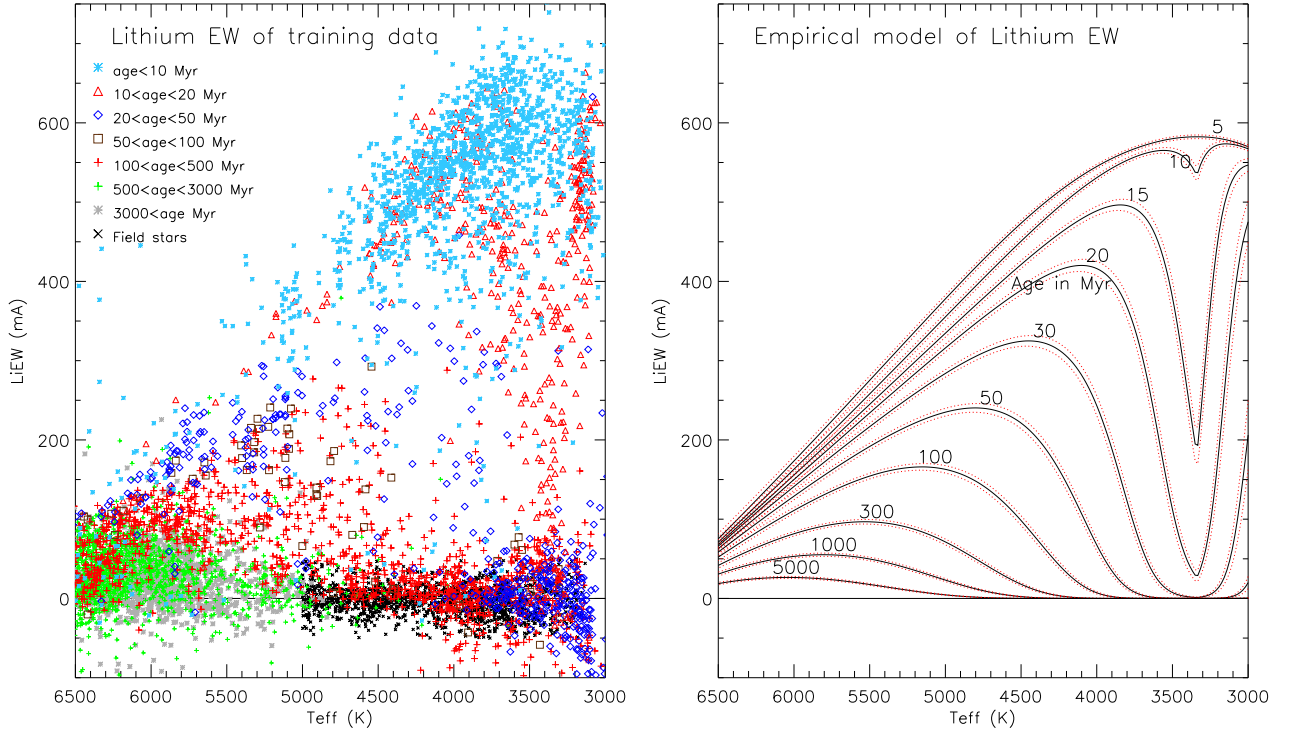 Lithium EW of training data
age<10 Myr
10<age<20 Myr
20<age<50 Myr
50<age<100 Myr
100<age<500 Myr
500<age<3000 Myr
3000<age Myr
Field stars
600
400
200
0
LiEW (mA)
6500 6000 5500 5000 4500 4000 3500 3000
Teff (K)
Empirical model of Lithium EW
5
10
15
20
Age in Myr
30
50
100
300
1000
5000
600
400
200
0
LiEW (mA)
6500 6000 5500 5000 4500 4000 3500 3000
Teff (K)